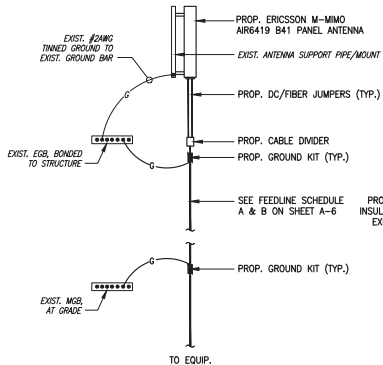 EXIST. #2AWG
TINNED GROUND TO
EXIST. GROUND BAR
PROP. ERICSSON M-MIMO
AIR6419 B41 PANEL ANTENNA
EXIST. ANTENNA SUPPORT PIPE/MOUNT
G
PROP. DC/FIBER JUMPERS (TYP.)
PROP. CABLE DIVIDER
EXIST. EGB, BONDED
TO STRUCTURE
G
PROP. GROUND KIT (TYP.)
SEE FEEDLINE SCHEDULE
A & B ON SHEET A-6
PRO
INSUL
EX
G
PROP. GROUND KIT (TYP.)
EXIST. MGB,
AT GRADE
TO EQUIP.